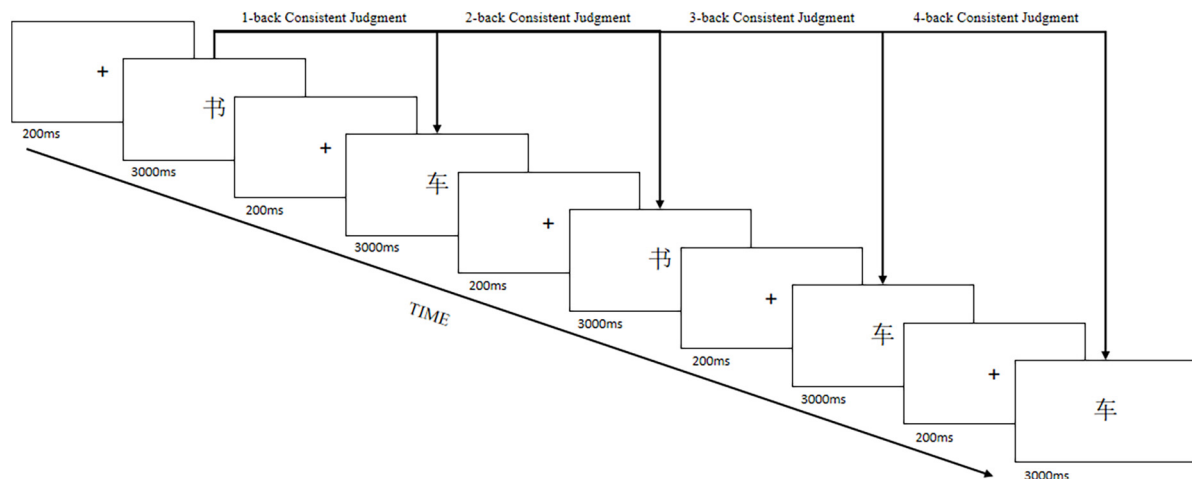 1-back Consistent Judgment
2-back Consistent Judgment
3-back Consistent Judgment
4-back Consistent Judgment
+
200ms
书
3000ms
+
200ms
车
3000ms
+
200ms
书
3000ms
+
200ms
车
3000ms
+
200ms
车
3000ms
TIME